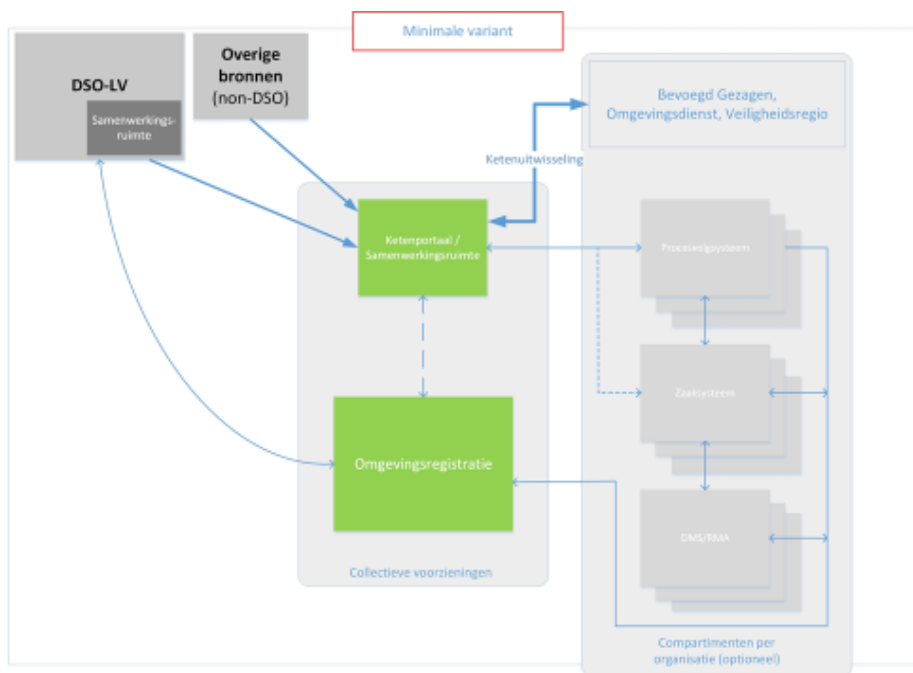 Minimale variant
DSO-LV
Samenwerkings-
ruimte
Overige
bronnen
(non-DSO)
Bevoegd Gezagen,
Omgevingsdienst, Veiligheidsregio
Ketenuitwisseling
Ketenportaal /
Samenwerkingsruimte
Procesvolgsysteem
Zaaksysteem
Omgevingsregistratie
DMS/RMA
Collectieve voorzieningen
Compartimenten per
organisatie (optioneel)